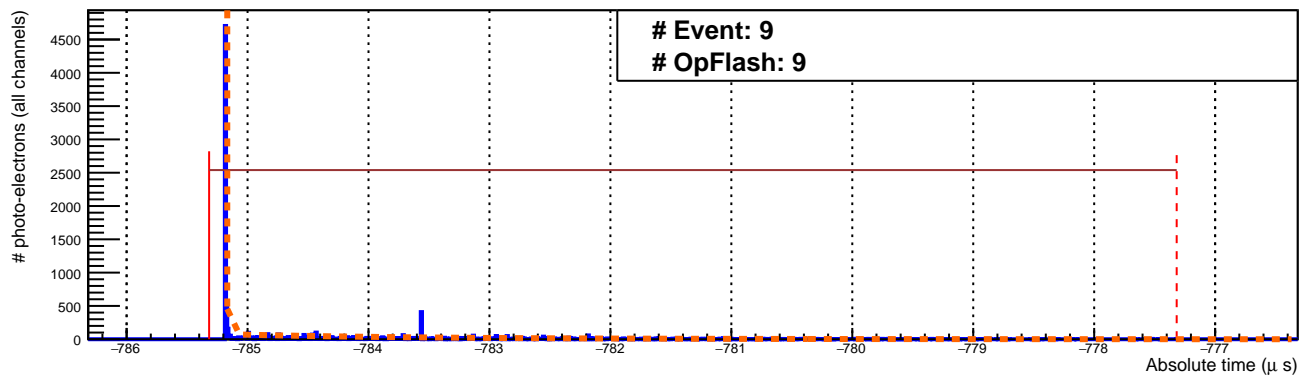 # Event: 9
# OpFlash: 9
# photo-electrons (all channels)
4500
4000
3500
3000
2500
2000
1500
1000
500
0
−786 −785 −784 −783 −782 −781 −780 −779 −778 −777
Absolute time (μ s)